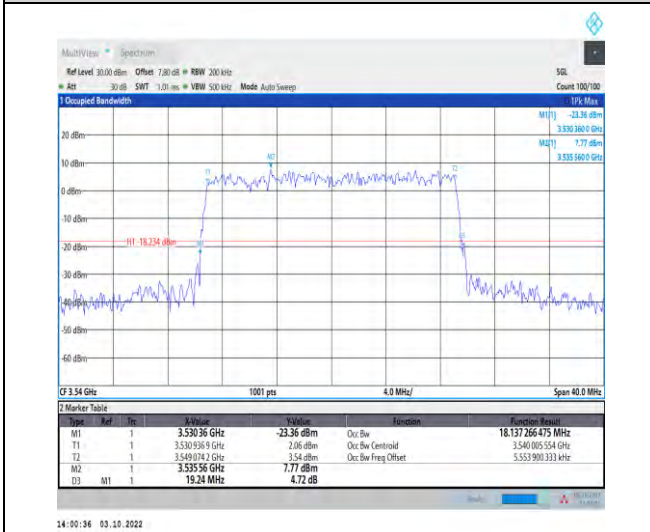 MultiView Spectrum
Ref Level 30.00 dBm Offset 7.80 dB RBW 200 kHz SGL
Att 30 dB SWT 1.01 ms VBW 500 kHz Mode Auto Sweep Count 100/100
1 Occupied Bandwidth 1Pk Max
M1[1] -23.36 dBm
3.530 360 0 GHz
M2[1] 7.77 dBm
3.535 560 0 GHz
20 dBm
10 dBm
M2
T1 T2
0 dBm
-10 dBm
H1 -18.234 dBm
M1
D3
-20 dBm
-30 dBm
-40 dBm
-50 dBm
-60 dBm
CF 3.54 GHz 1001 pts 4.0 MHz/ Span 40.0 MHz
2 Marker Table
Type Ref Trc X-Value Y-Value Function Function Result
M1 1 3.530 36 GHz -23.36 dBm Occ Bw 18.137 266 475 MHz
T1 1 3.530 936 9 GHz 2.06 dBm Occ Bw Centroid 3.540 005 554 GHz
T2 1 3.549 074 2 GHz 3.54 dBm Occ Bw Freq Offset 5.553 900 333 kHz
M2 1 3.535 56 GHz 7.77 dBm
D3 M1 1 19.24 MHz 4.72 dB
14:00:36 03.10.2022